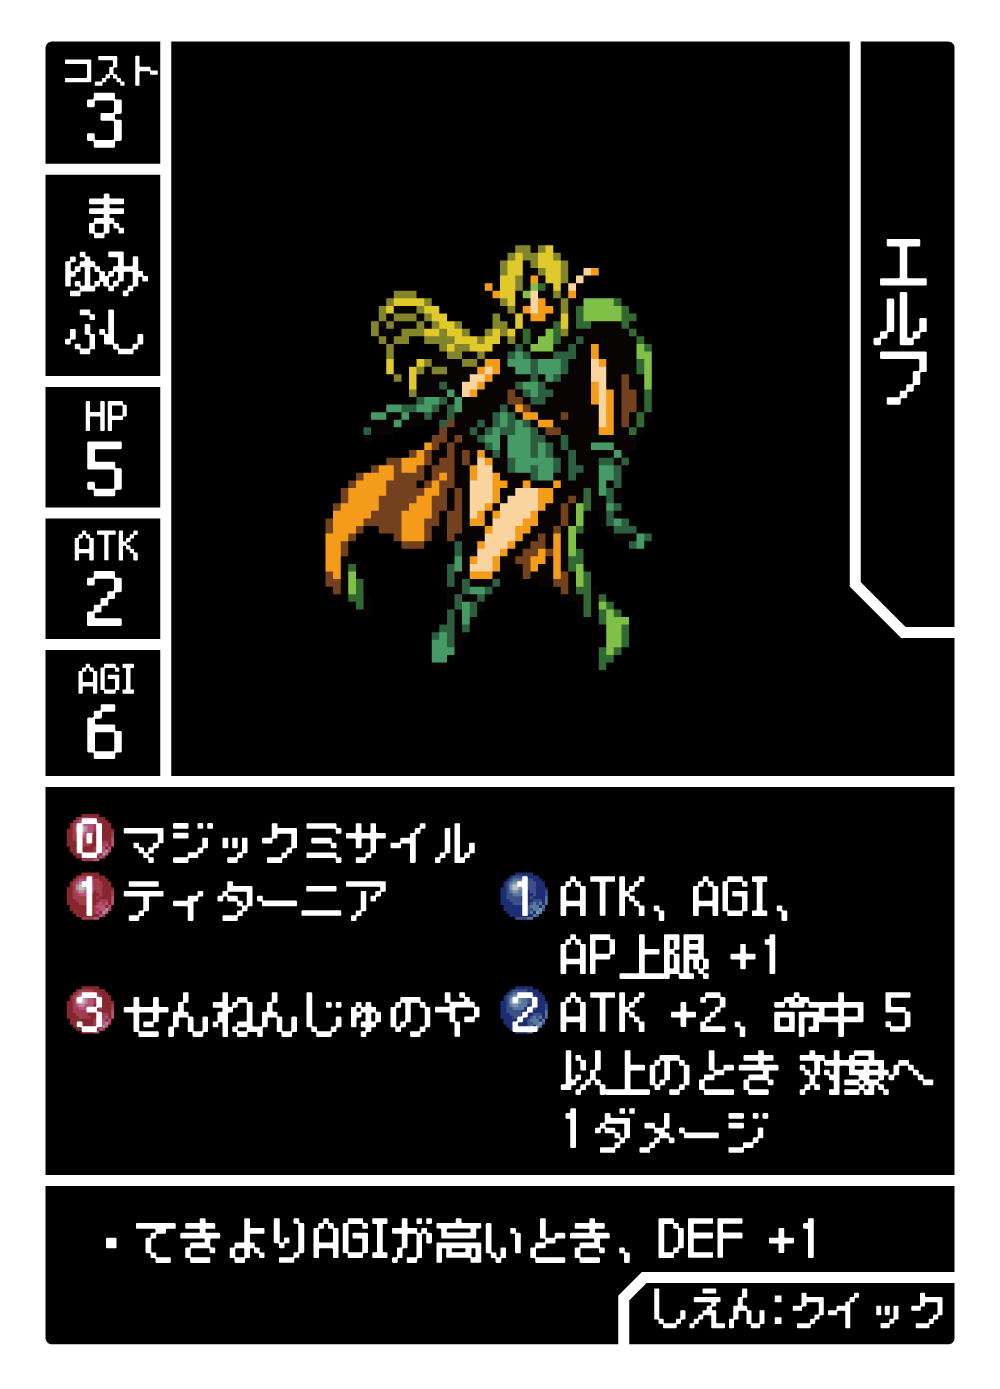 コスト
3
ま
ゆみ
ふし
HP
5
ATK
2
AGI
6
エルフ
0 マジックミサイル
1 ティターニア 1 ATK、AGI、
AP上限 +1
3 せんねんじゅのや 2 ATK +2、命中 5
以上のとき 対象へ
1ダメージ
・てきよりAGIが高いとき、DEF +1
しえん:クイック